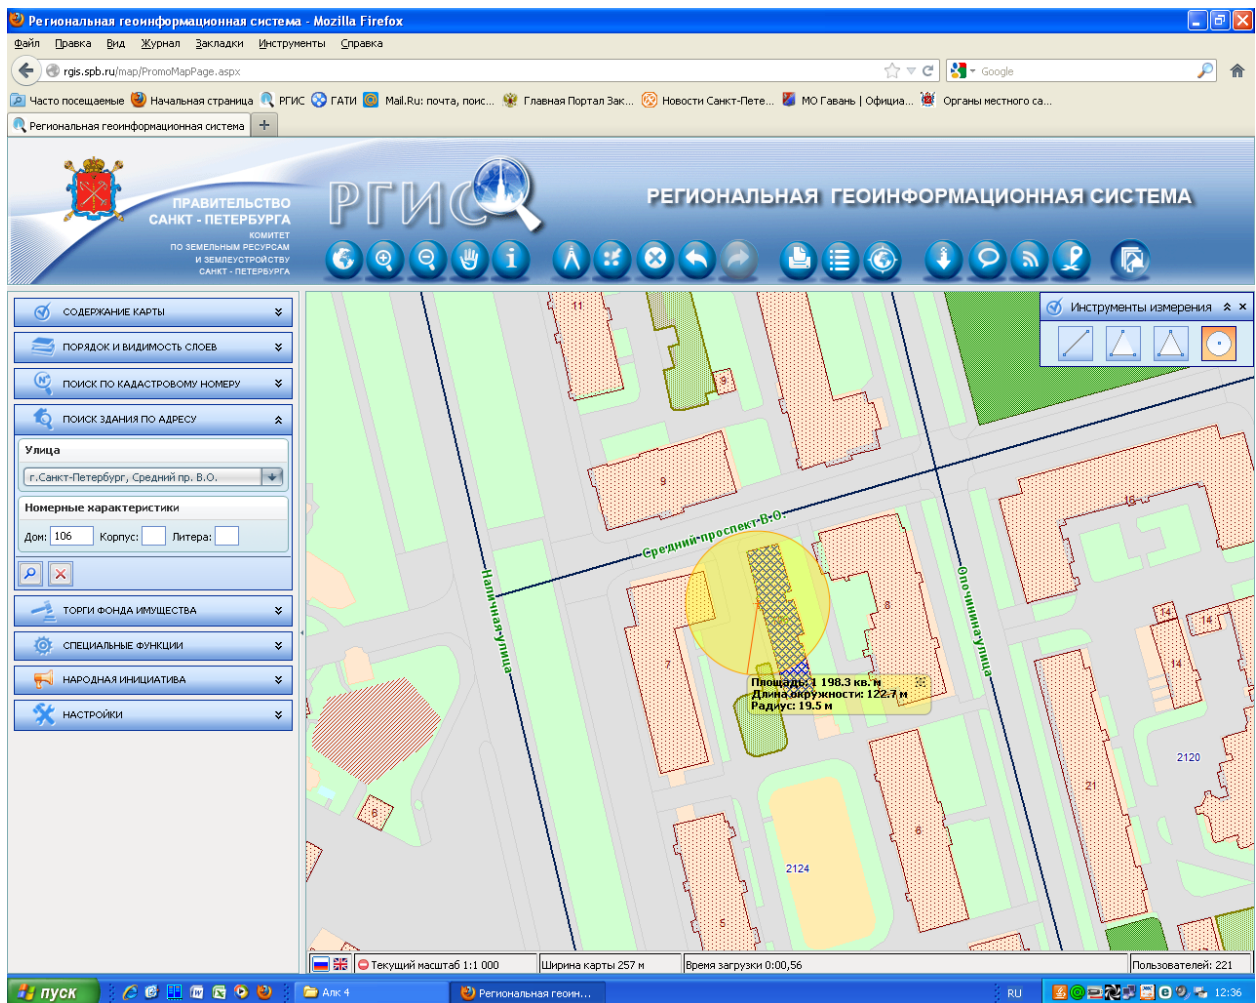 Региональная геоинформационная система - Mozilla Firefox
Файл Правка Вид Журнал Закладки Инструменты Справка
rgis.spb.ru/map/PromoMapPage.aspx
Google
Часто посещаемые Начальная страница РГИС ГАТИ Mail.Ru: почта, поис... Главная Портал Зак... Новости Санкт-Пете... МО Гавань | Официа... Органы местного са...
Региональная геоинформационная система +
ПРАВИТЕЛЬСТВО
САНКТ - ПЕТЕРБУРГА
КОМИТЕТ
ПО ЗЕМЕЛЬНЫМ РЕСУРСАМ
И ЗЕМЛЕУСТРОЙСТВУ
САНКТ - ПЕТЕРБУРГА
РГИС
РЕГИОНАЛЬНАЯ ГЕОИНФОРМАЦИОННАЯ СИСТЕМА
СОДЕРЖАНИЕ КАРТЫ
ПОРЯДОК И ВИДИМОСТЬ СЛОЕВ
ПОИСК ПО КАДАСТРОВОМУ НОМЕРУ
ПОИСК ЗДАНИЯ ПО АДРЕСУ
Улица
г.Санкт-Петербург, Средний пр. В.О.
Номерные характеристики
Дом: 106 Корпус: Литера:
ТОРГИ ФОНДА ИМУЩЕСТВА
СПЕЦИАЛЬНЫЕ ФУНКЦИИ
НАРОДНАЯ ИНИЦИАТИВА
НАСТРОЙКИ
Инструменты измерения
11
9
9
16
Средний проспект В.О.
Наличная улица
Опочинина улица
7
8
14
14
14
Площадь: 1 198.3 кв. м
Длина окружности: 122.7 м
Радиус: 19.5 м
2120
21
6
2124
5
Текущий масштаб 1:1 000
Ширина карты 257 м
Время загрузки 0:00,56
Пользователей: 221
пуск
Апк 4
Региональная геоин...
RU
12:36